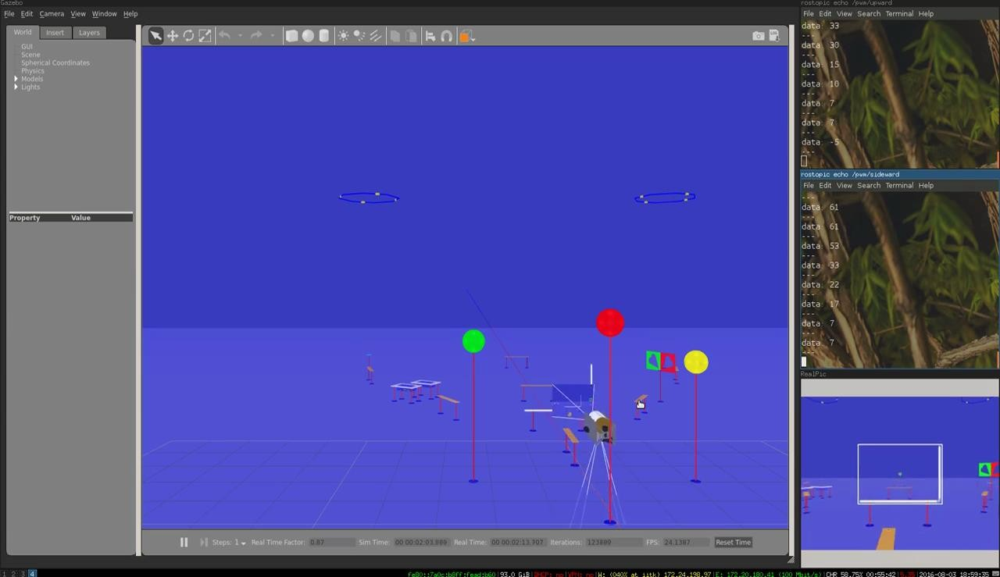 Gazebo
File Edit Camera View Window Help
World Insert Layers
GUI
Scene
Spherical Coordinates
Physics
Models
Lights
Property Value
Steps: 1 Real Time Factor: 0.87 Sim Time: 00 00:02:03.889 Real Time: 00 00:02:13.707 Iterations: 123889 FPS: 24.1387 Reset Time
rostopic echo /pwm/upward
File Edit View Search Terminal Help
data: 33
---
data: 30
---
data: 15
---
data: 10
---
data: 7
---
data: 7
---
data: -5
---
rostopic echo /pwm/sideward
File Edit View Search Terminal Help
---
data: 61
---
data: 61
---
data: 53
---
data: 33
---
data: 22
---
data: 17
---
data: 7
---
data: 7
---
RealPic
1 2 3 4
fe80::7a0c:b8ff:fead:b60|93.0 GiB|DHCP: no|VPN: no|W: (040% at iitk) 172.24.198.97|E: 172.20.180.41 (100 Mbit/s)|CHR 58.75% 00:55:42|5.35|2016-08-03 18:59:35